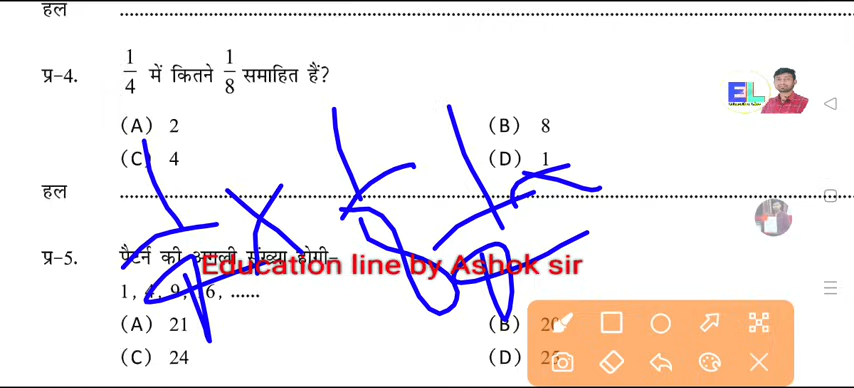 हल ............................................
प्र–4. 1/4 में कितने 1/8 समाहित हैं?
(A) 2 (B) 8
(C) 4 (D) 1
हल ............................................
EL
प्र–5. पैटर्न की अगली संख्या होगी–
Education line by Ashok sir
1, 4, 9, 16, ......
(A) 21 (B)
(C) 24 (D)